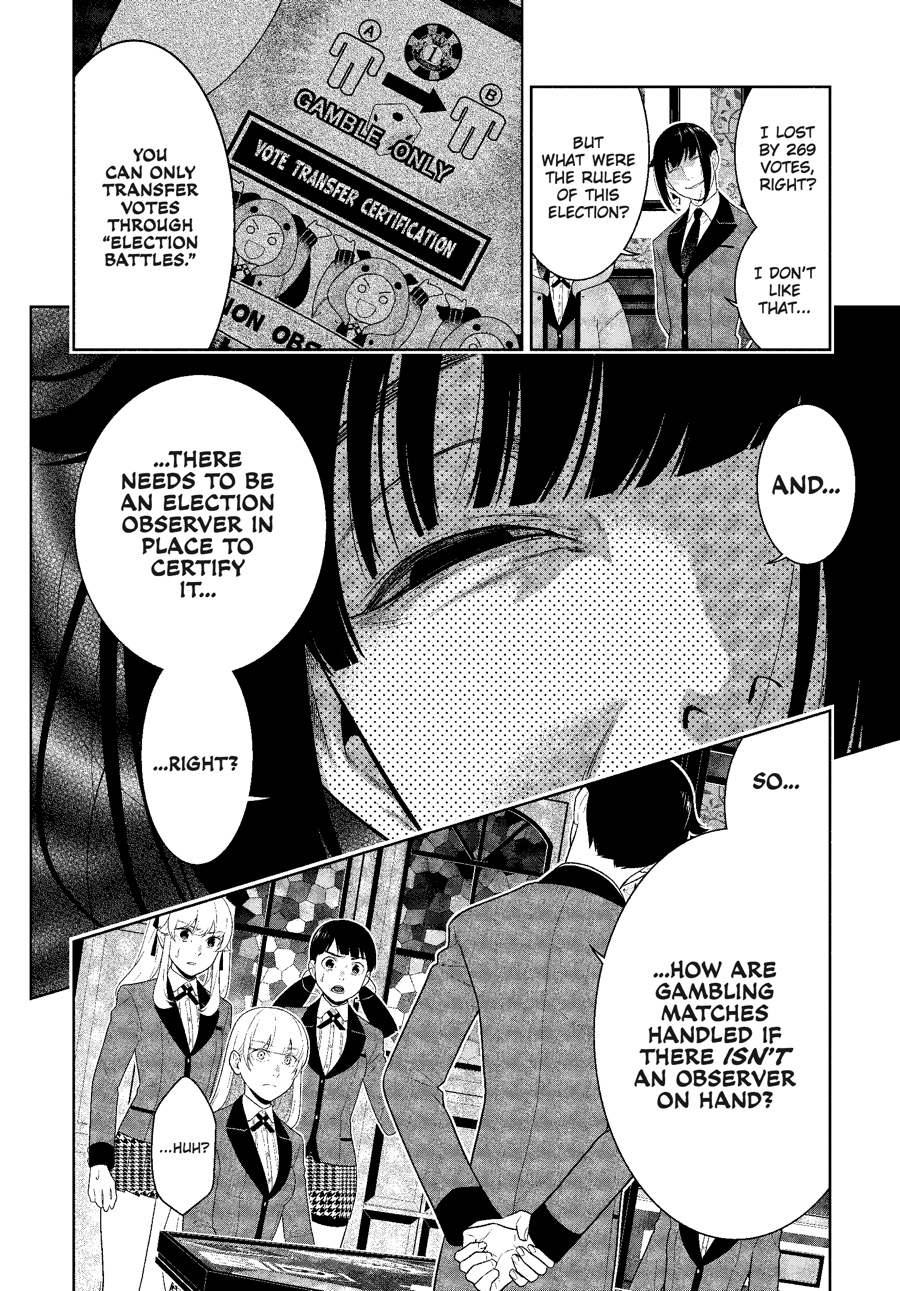 I LOST
BY 269
VOTES,
RIGHT?
I DON'T
LIKE
THAT...
BUT
WHAT WERE
THE RULES
OF THIS
ELECTION?
A
1
B
GAMBLE ONLY
VOTE TRANSFER CERTIFICATION
ION OBS
YOU
CAN ONLY
TRANSFER
VOTES
THROUGH
"ELECTION
BATTLES."
AND...
...THERE
NEEDS TO BE
AN ELECTION
OBSERVER IN
PLACE TO
CERTIFY
IT...
...RIGHT?
SO...
...HOW ARE
GAMBLING
MATCHES
HANDLED IF
THERE ISN'T
AN OBSERVER
ON HAND?
...HUH?